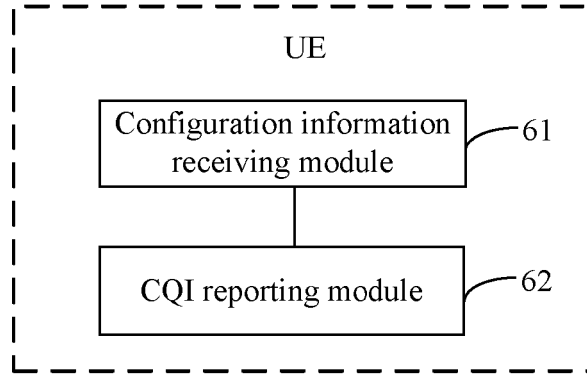 UE
Configuration information
receiving module
61
CQI reporting module
62